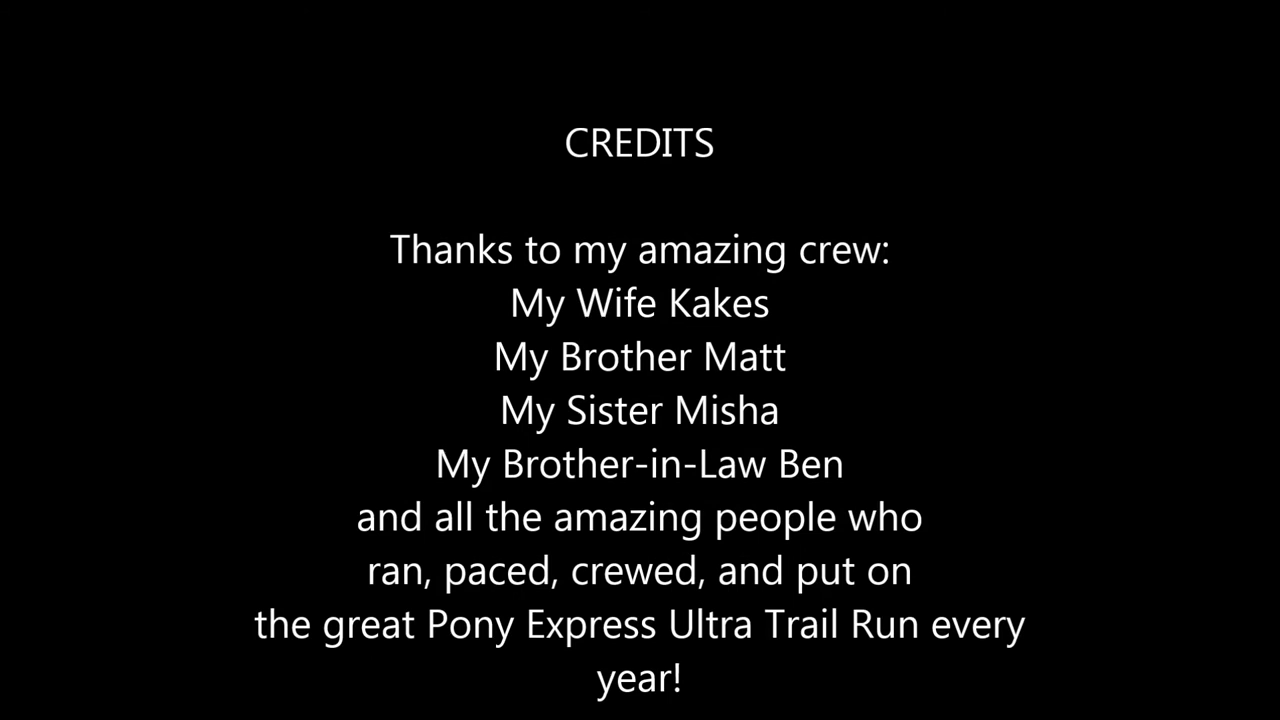 CREDITS
Thanks to my amazing crew:
My Wife Kakes
My Brother Matt
My Sister Misha
My Brother-in-Law Ben
and all the amazing people who
ran, paced, crewed, and put on
the great Pony Express Ultra Trail Run every
year!